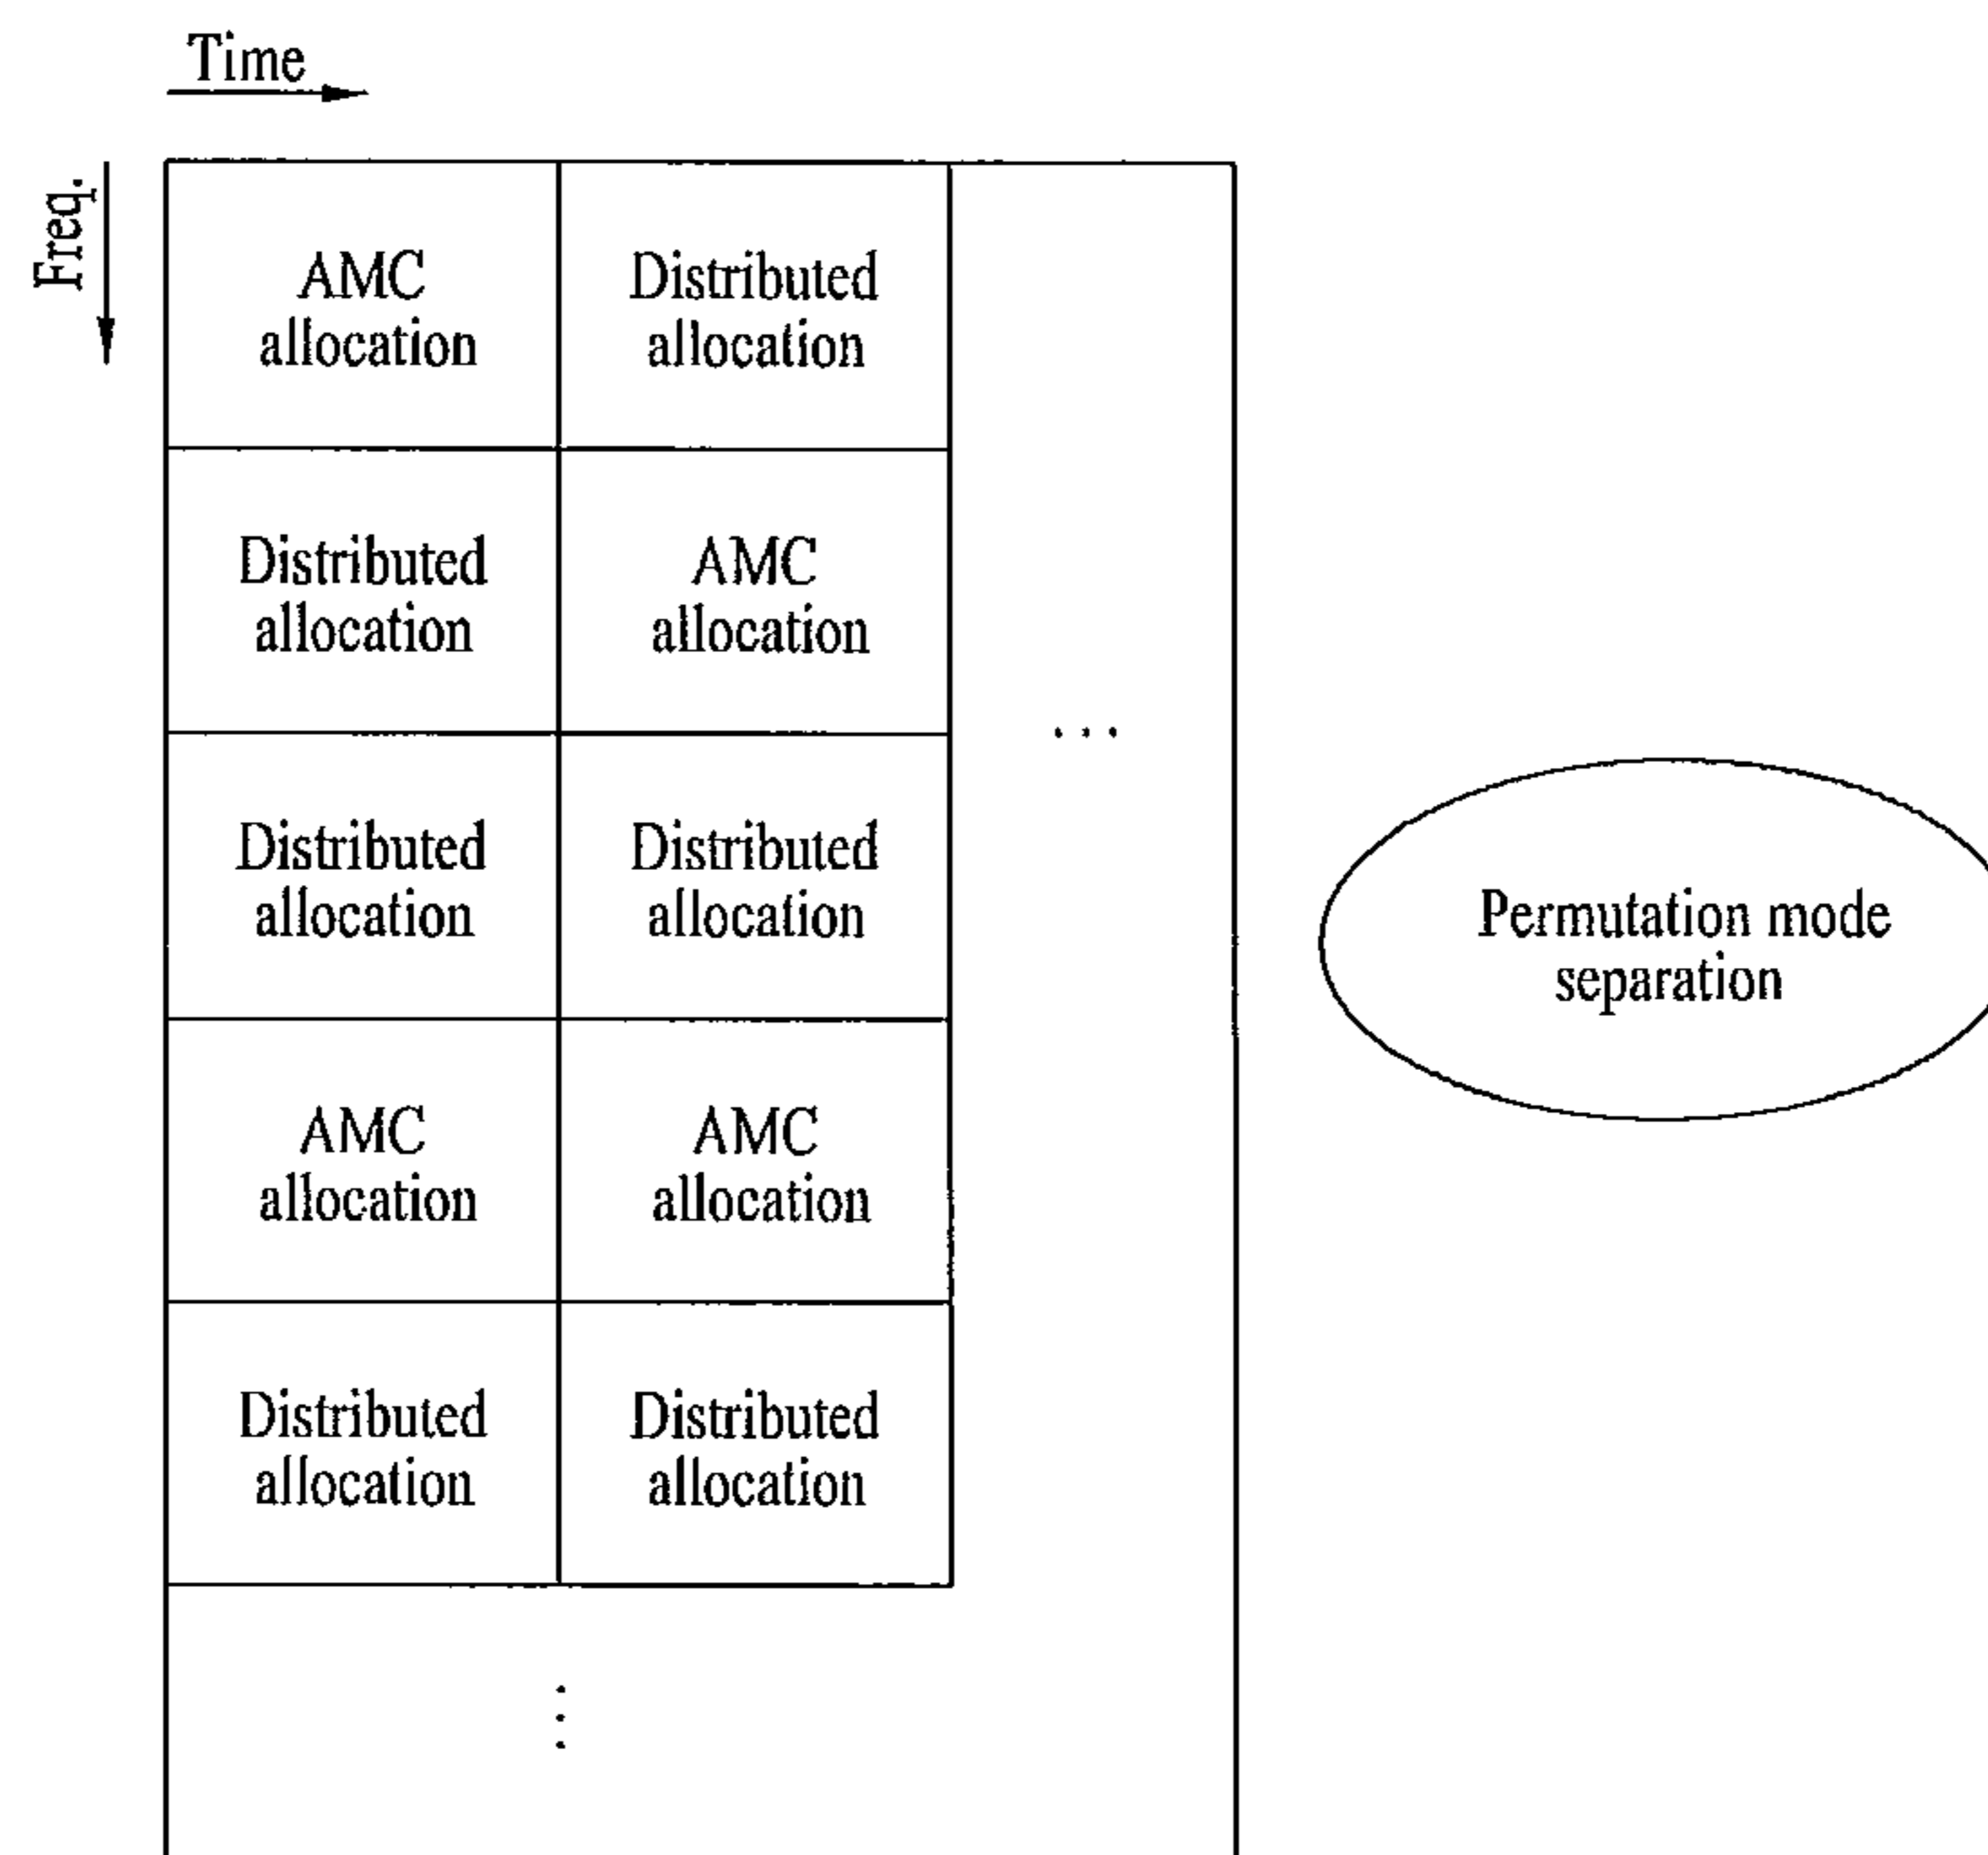 Time
Freq.
AMC
allocation
Distributed
allocation
Distributed
allocation
AMC
allocation
...
Distributed
allocation
Distributed
allocation
Permutation mode
separation
AMC
allocation
AMC
allocation
Distributed
allocation
Distributed
allocation